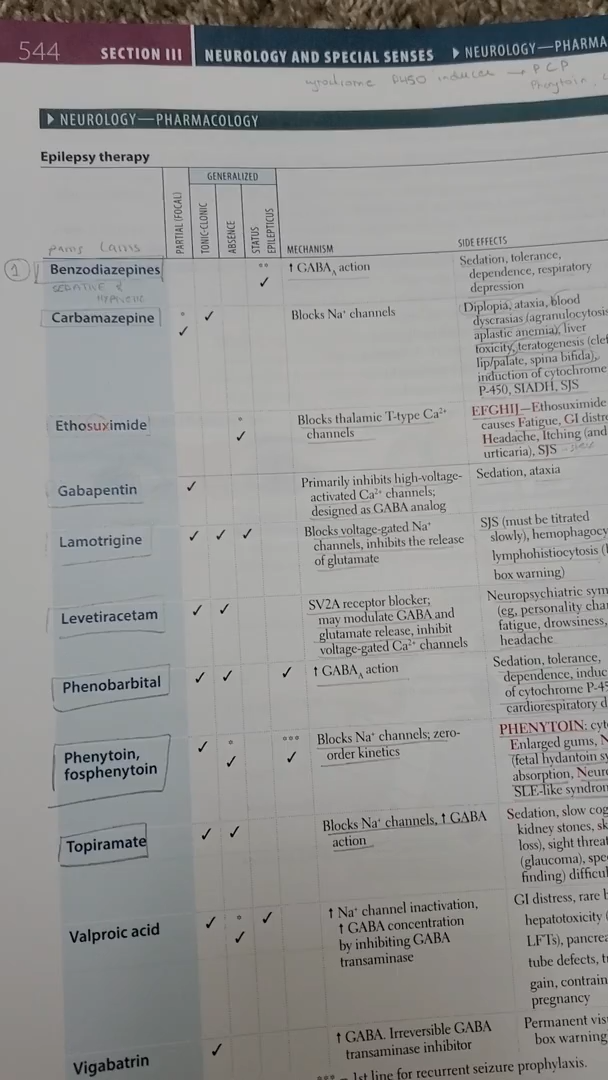 544 SECTION III NEUROLOGY AND SPECIAL SENSES ▶ NEUROLOGY—PHARMA
P450 inducer → PCP
Phenytoin,
▶ NEUROLOGY—PHARMACOLOGY
Epilepsy therapy
GENERALIZED
PARTIAL (FOCAL) TONIC-CLONIC ABSENCE STATUS EPILEPTICUS MECHANISM SIDE EFFECTS
pams lams
1 Benzodiazepines ** ✓ ↑ GABA_A action Sedation, tolerance,
dependence, respiratory
depression
SEDATIVE &
HYPNOTIC
Carbamazepine * ✓ ✓ Blocks Na⁺ channels Diplopia, ataxia, blood
dyscrasias (agranulocytosis
aplastic anemia), liver
toxicity, teratogenesis (clef
lip/palate, spina bifida),
induction of cytochrome
P-450, SIADH, SJS
Ethosuximide * ✓ Blocks thalamic T-type Ca²⁺
channels
EFGHIJ—Ethosuximide
causes Fatigue, GI distr
Headache, Itching (and
urticaria), SJS
Gabapentin ✓ Primarily inhibits high-voltage-
activated Ca²⁺ channels;
designed as GABA analog
Sedation, ataxia
Lamotrigine ✓ ✓ ✓ Blocks voltage-gated Na⁺
channels, inhibits the release
of glutamate
SJS (must be titrated
slowly), hemophagocy
lymphohistiocytosis (
box warning)
Levetiracetam ✓ ✓ SV2A receptor blocker;
may modulate GABA and
glutamate release, inhibit
voltage-gated Ca²⁺ channels
Neuropsychiatric sym
(eg, personality cha
fatigue, drowsiness,
headache
Phenobarbital ✓ ✓ ✓ ↑ GABA_A action
Sedation, tolerance,
dependence, induc
of cytochrome P-45
cardiorespiratory d
Phenytoin,
fosphenytoin ✓ * ✓ *** ✓ Blocks Na⁺ channels; zero-
order kinetics
PHENYTOIN: cyto
Enlarged gums, N
(fetal hydantoin sy
absorption, Neuro
SLE-like syndron
Topiramate ✓ ✓ Blocks Na⁺ channels, ↑ GABA
action
Sedation, slow cog
kidney stones, sk
loss), sight threat
(glaucoma), spee
finding) difficul
Valproic acid ✓ * ✓ ✓ ↑ Na⁺ channel inactivation,
↑ GABA concentration
by inhibiting GABA
transaminase
GI distress, rare b
hepatotoxicity (
LFTs), pancrea
tube defects, t
gain, contrain
pregnancy
Vigabatrin ✓ ↑ GABA. Irreversible GABA
transaminase inhibitor
Permanent vis
box warning
*** = 1st line for recurrent seizure prophylaxis.